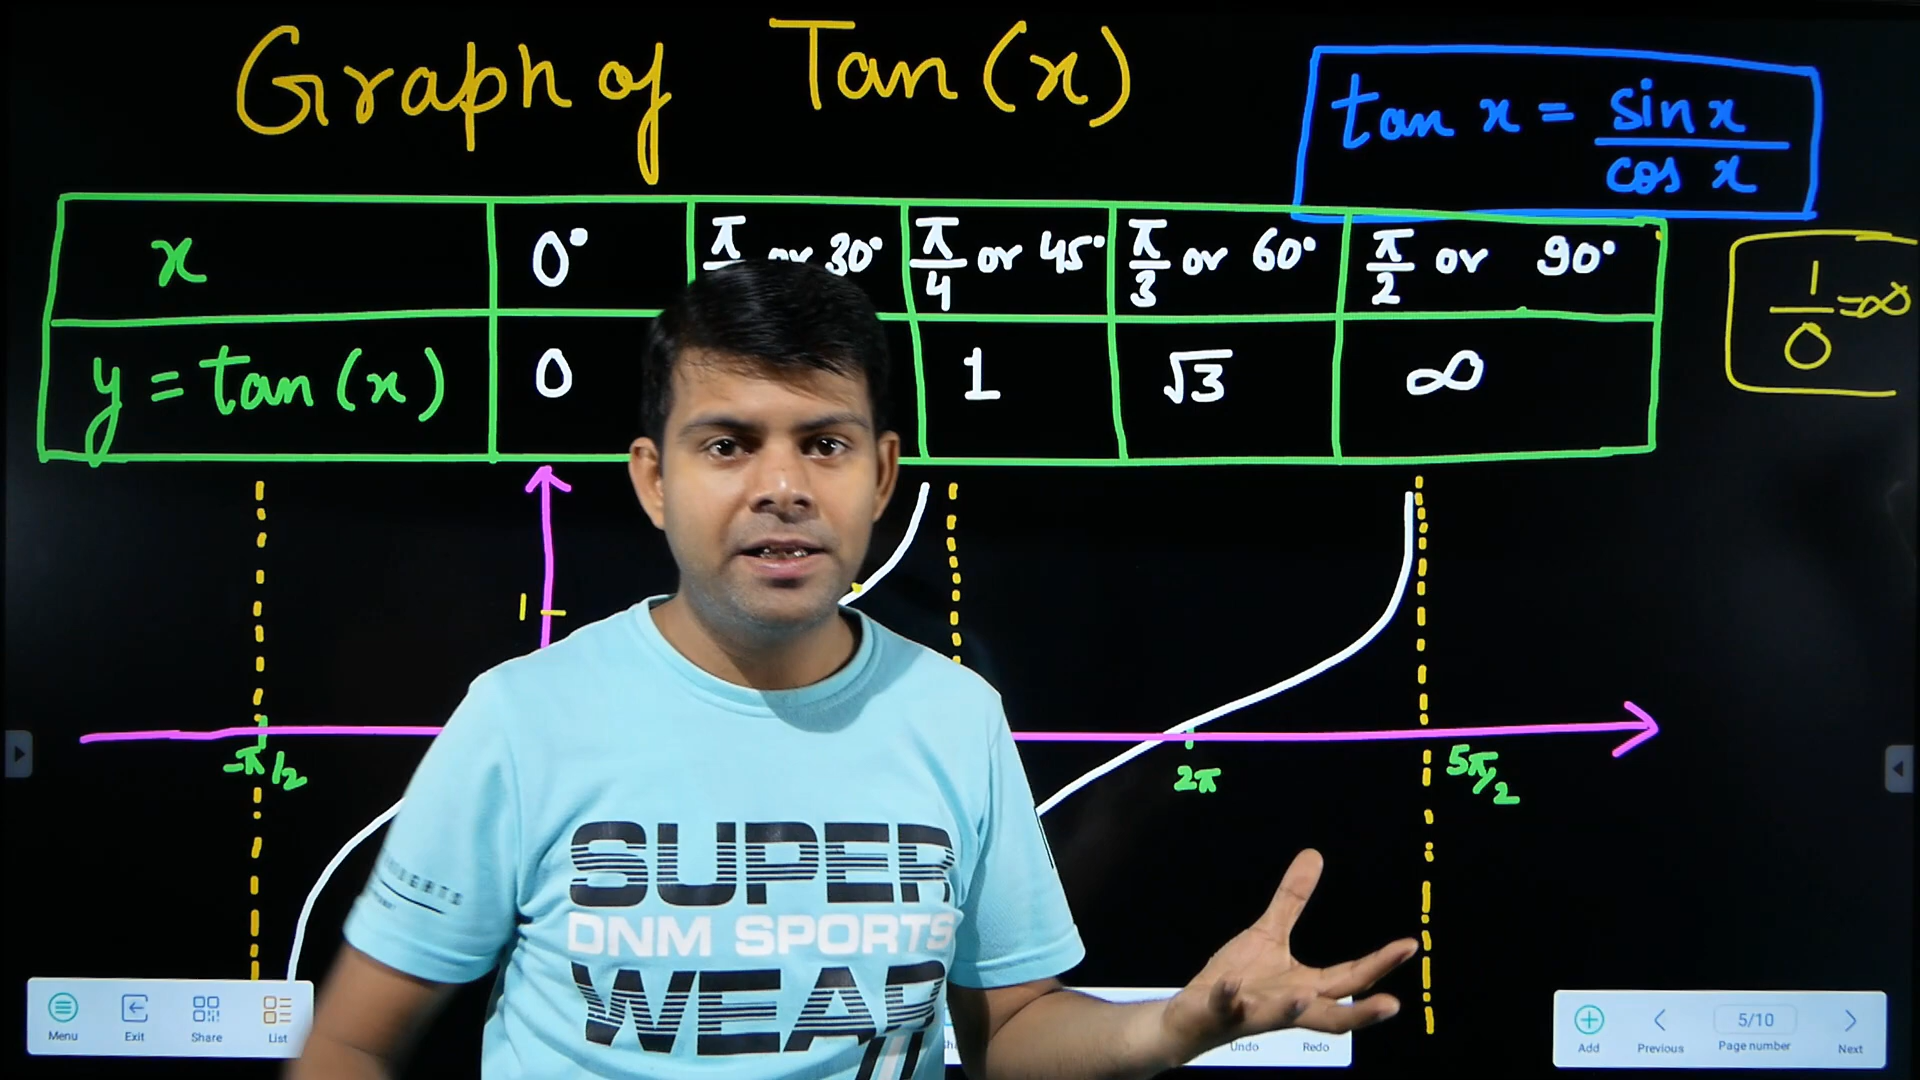 Graph of Tan(x)
tan x = sin x / cos x
x 0° π or 30° π/4 or 45° π/3 or 60° π/2 or 90°
1/0 = ∞
y = tan(x) 0 1 √3 ∞
1
-π/2 2π 5π/2
SUPER
DNM SPORTS
WEAR
Menu Exit Share List Undo Redo Add Previous 5/10 Page number Next